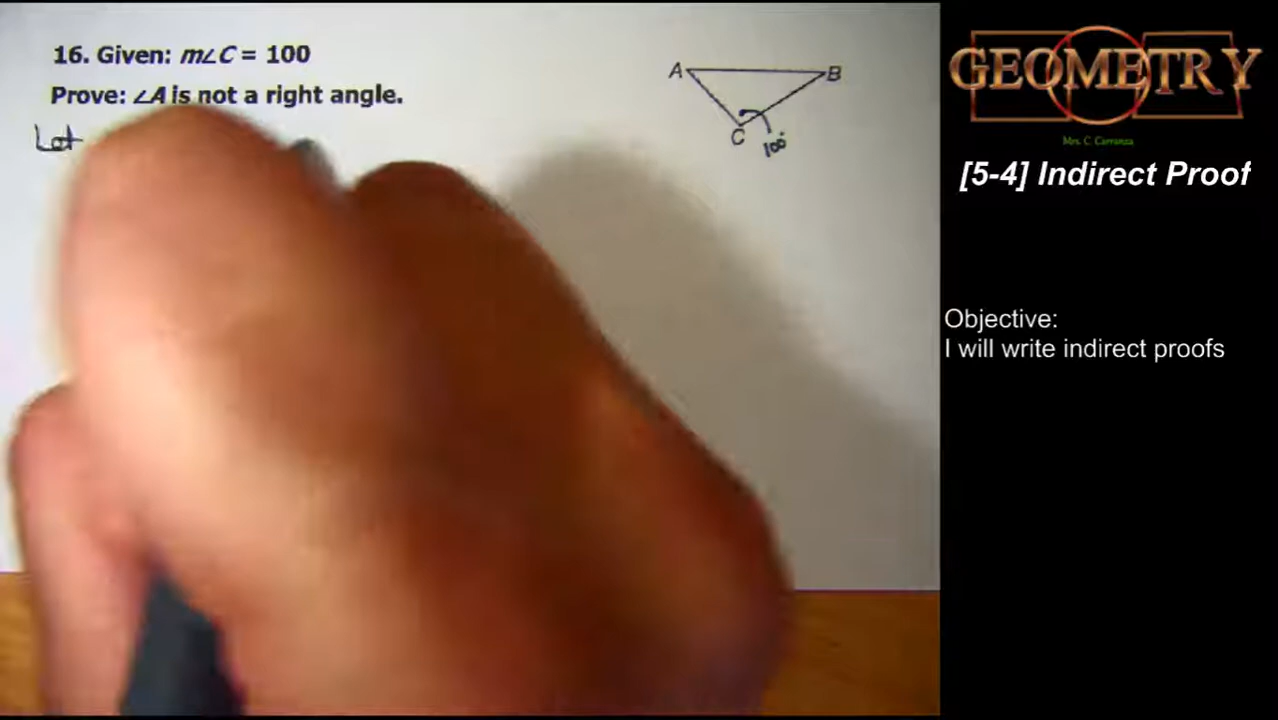 16. Given: m∠C = 100
Prove: ∠A is not a right angle.
Let
A
B
C
100°
GEOMETRY
Mrs. C. Carranza
[5-4] Indirect Proof
Objective:
I will write indirect proofs